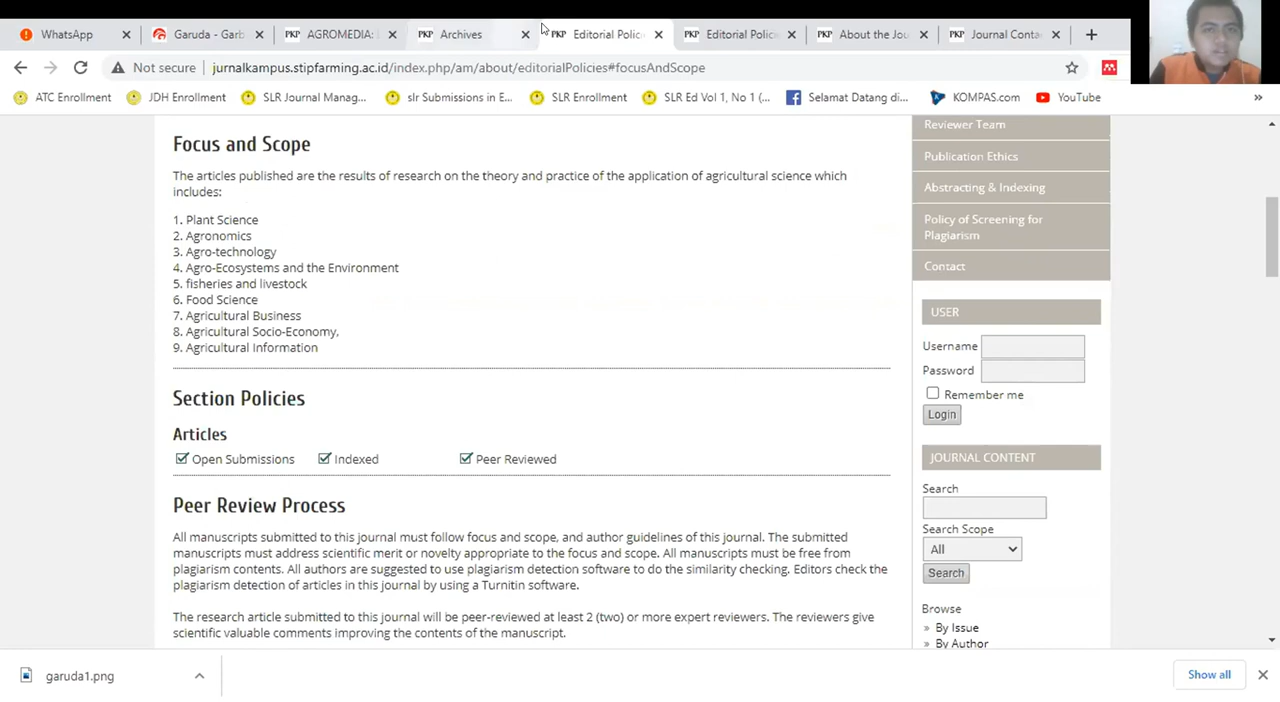 WhatsApp
Garuda - Garb
PKP AGROMEDIA:
PKP Archives
PKP Editorial Polic
PKP Editorial Polic
PKP About the Jou
PKP Journal Conta
Not secure jurnalkampus.stipfarming.ac.id/index.php/am/about/editorialPolicies#focusAndScope
ATC Enrollment
JDH Enrollment
SLR Journal Manag...
slr Submissions in E...
SLR Enrollment
SLR Ed Vol 1, No 1 (...
Selamat Datang di...
KOMPAS.com
YouTube
»
Focus and Scope
The articles published are the results of research on the theory and practice of the application of agricultural science which
includes:
1. Plant Science
2. Agronomics
3. Agro-technology
4. Agro-Ecosystems and the Environment
5. fisheries and livestock
6. Food Science
7. Agricultural Business
8. Agricultural Socio-Economy,
9. Agricultural Information
Section Policies
Articles
Open Submissions
Indexed
Peer Reviewed
Peer Review Process
All manuscripts submitted to this journal must follow focus and scope, and author guidelines of this journal. The submitted
manuscripts must address scientific merit or novelty appropriate to the focus and scope. All manuscripts must be free from
plagiarism contents. All authors are suggested to use plagiarism detection software to do the similarity checking. Editors check the
plagiarism detection of articles in this journal by using a Turnitin software.
The research article submitted to this journal will be peer-reviewed at least 2 (two) or more expert reviewers. The reviewers give
scientific valuable comments improving the contents of the manuscript.
Reviewer Team
Publication Ethics
Abstracting & Indexing
Policy of Screening for
Plagiarism
Contact
USER
Username
Password
Remember me
Login
JOURNAL CONTENT
Search
Search Scope
All
Search
Browse
» By Issue
» By Author
garuda1.png
Show all